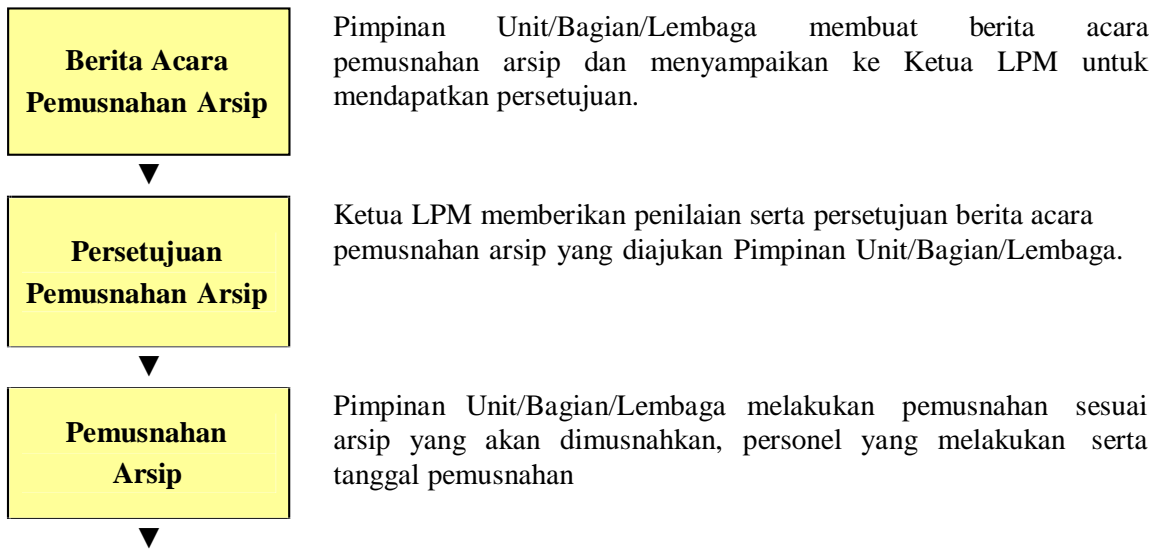 Berita Acara
Pemusnahan Arsip
Pimpinan Unit/Bagian/Lembaga membuat berita acara
pemusnahan arsip dan menyampaikan ke Ketua LPM untuk
mendapatkan persetujuan.
▼
Persetujuan
Pemusnahan Arsip
Ketua LPM memberikan penilaian serta persetujuan berita acara
pemusnahan arsip yang diajukan Pimpinan Unit/Bagian/Lembaga.
▼
Pemusnahan
Arsip
Pimpinan Unit/Bagian/Lembaga melakukan pemusnahan sesuai
arsip yang akan dimusnahkan, personel yang melakukan serta
tanggal pemusnahan
▼